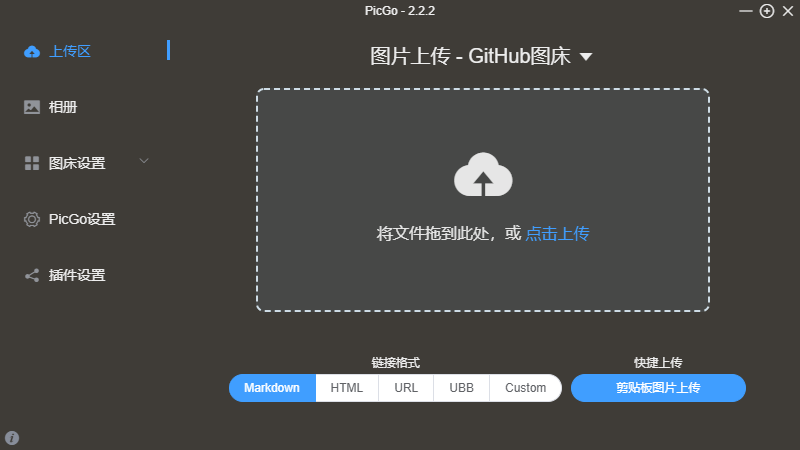 PicGo - 2.2.2
上传区
相册
图床设置
PicGo设置
插件设置
图片上传 - GitHub图床
将文件拖到此处，或 点击上传
链接格式
Markdown HTML URL UBB Custom
快捷上传
剪贴板图片上传
i